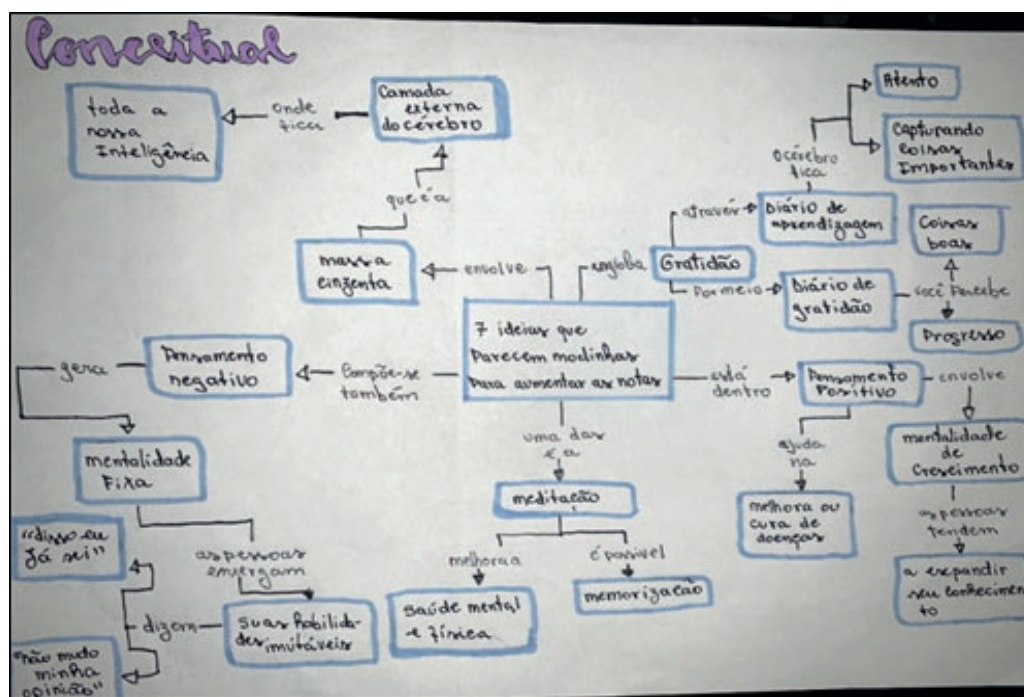 Conceitual
toda a
nossa
Inteligência
onde
fica
Camada
externa
do cérebro
que é a
massa
cinzenta
envolve
7 ideias que
Parecem modinhas
Para aumentar as notas
engloba
Gratidão
através
Diário de
aprendizagem
O cérebro
fica
Atento
Capturando
coisas
Importantes
Por meio
Diário de
gratidão
você Percebe
Coisas
boas
Progresso
está
dentro
Pensamento
Positivo
envolve
mentalidade
de
Crescimento
as pessoas
tendem
a expandir
seu conhecimen
to
ajuda
na
melhora ou
cura de
doenças
uma das
é a
meditação
melhora a
Saúde mental
e física
é possível
memorização
Compõe-se
também
Pensamento
negativo
gera
mentalidade
Fixa
as pessoas
enxergam
suas habilida-
des imutáveis
dizem
"disso eu
Já sei"
"não mudo
minha
opinião"